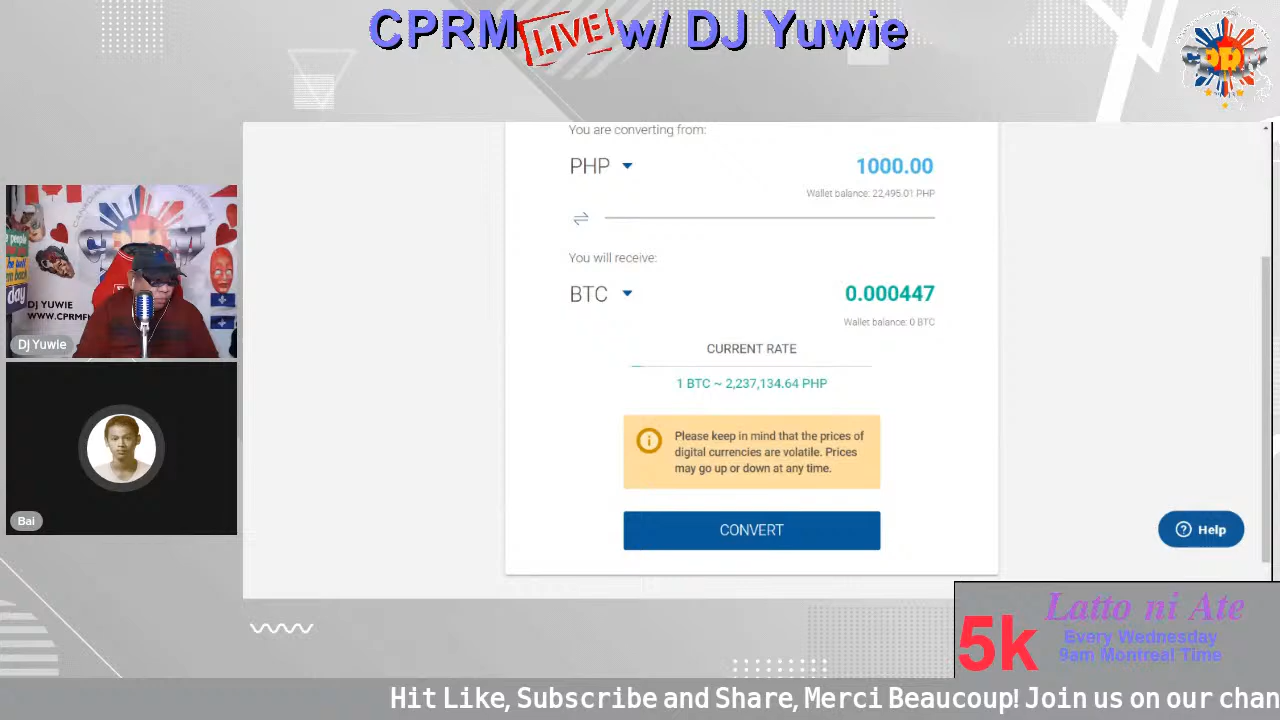 CPRM LIVE w/ DJ Yuwie
You are converting from:
PHP
1000.00
Wallet balance: 22,495.01 PHP
You will receive:
BTC
0.000447
Wallet balance: 0 BTC
CURRENT RATE
1 BTC ~ 2,237,134.64 PHP
Please keep in mind that the prices of
digital currencies are volatile. Prices
may go up or down at any time.
CONVERT
Help
DJ YUWIE
WWW.CPRMF
Dj Yuwie
Bai
5k
Latto ni Ate
Every Wednesday
9am Montreal Time
Hit Like, Subscribe and Share, Merci Beaucoup! Join us on our chan